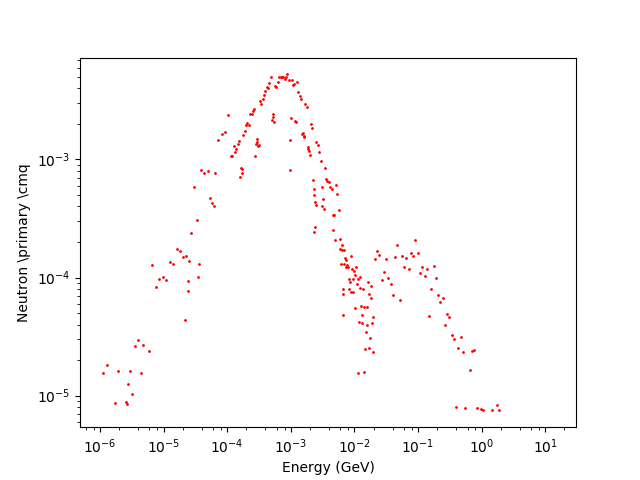 10⁻³
10⁻⁴
10⁻⁵
Neutron \primary \cmq
10⁻⁶ 10⁻⁵ 10⁻⁴ 10⁻³ 10⁻² 10⁻¹ 10⁰ 10¹
Energy (GeV)